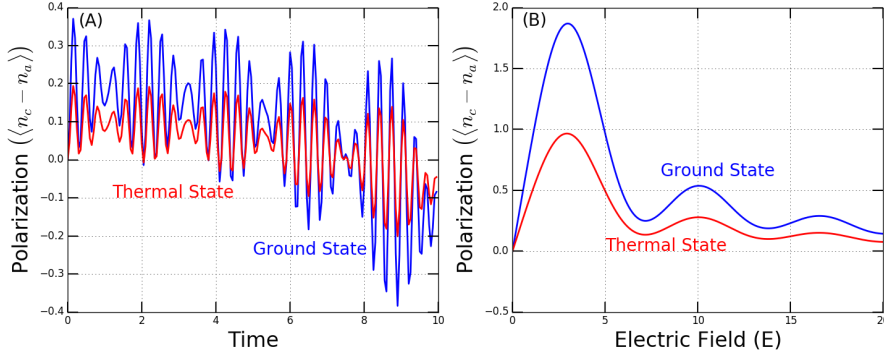 (A)
Polarization (⟨n_c − n_a⟩)
0.4
0.3
0.2
0.1
0.0
−0.1
−0.2
−0.3
−0.4
Thermal State
Ground State
0
2
4
6
8
10
Time
(B)
Polarization (⟨n_c − n_a⟩)
2.0
1.5
1.0
0.5
0.0
−0.5
Ground State
Thermal State
0
5
10
15
20
Electric Field (E)